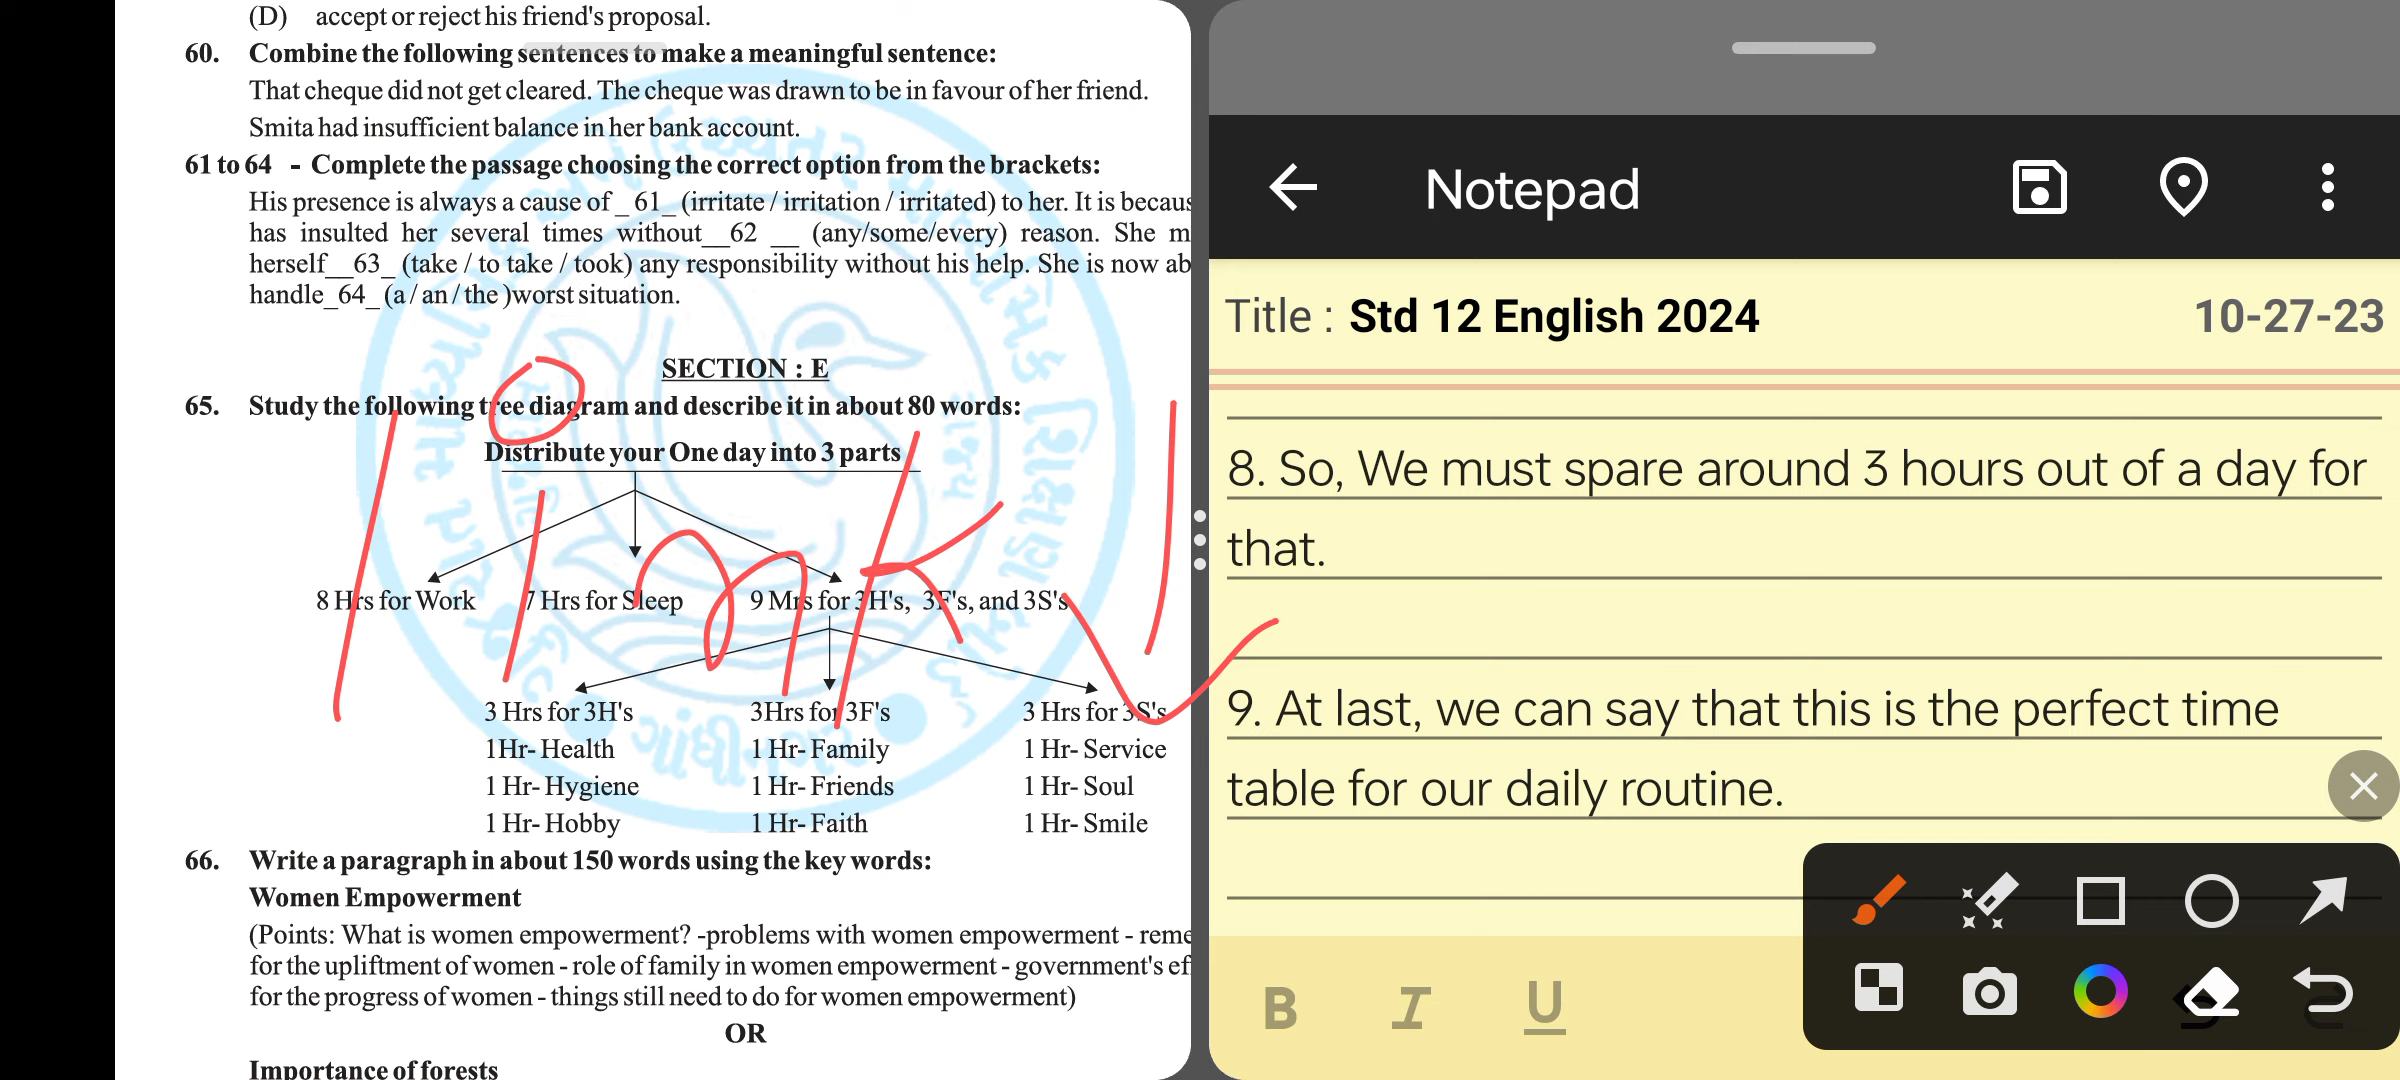 (D) accept or reject his friend's proposal.
60. Combine the following sentences to make a meaningful sentence:
That cheque did not get cleared. The cheque was drawn to be in favour of her friend.
Smita had insufficient balance in her bank account.
61 to 64 - Complete the passage choosing the correct option from the brackets:
His presence is always a cause of _61_ (irritate / irritation / irritated) to her. It is becaus
has insulted her several times without__62 __ (any/some/every) reason. She m
herself__63_ (take / to take / took) any responsibility without his help. She is now ab
handle_64_(a / an / the )worst situation.
SECTION : E
65. Study the following tree diagram and describe it in about 80 words:
Distribute your One day into 3 parts
8 Hrs for Work 7 Hrs for Sleep 9 Mrs for 3H's, 3F's, and 3S's
3 Hrs for 3H's 3Hrs for 3F's 3 Hrs for 3S's
1Hr- Health 1 Hr- Family 1 Hr- Service
1 Hr- Hygiene 1 Hr- Friends 1 Hr- Soul
1 Hr- Hobby 1 Hr- Faith 1 Hr- Smile
66. Write a paragraph in about 150 words using the key words:
Women Empowerment
(Points: What is women empowerment? -problems with women empowerment - reme
for the upliftment of women - role of family in women empowerment - government's ef
for the progress of women - things still need to do for women empowerment)
OR
Importance of forests
Notepad
Title : Std 12 English 2024 10-27-23
8. So, We must spare around 3 hours out of a day for
that.
9. At last, we can say that this is the perfect time
table for our daily routine.
B I U